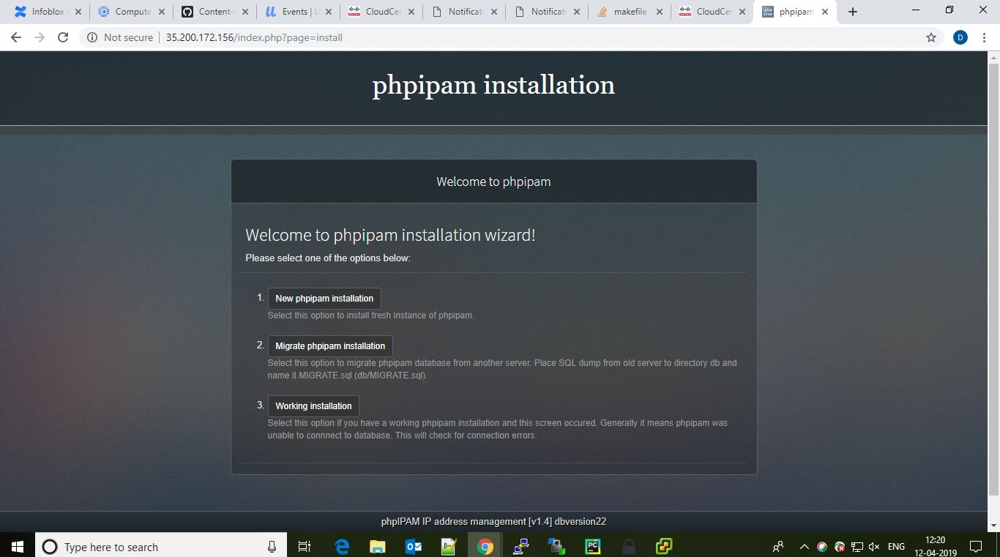 Infoblox
Compute
Content-
Events | U
CloudCen
Notificati
Notificati
makefile
CloudCen
phpipam
Not secure
35.200.172.156/index.php?page=install
D
phpipam installation
Welcome to phpipam
Welcome to phpipam installation wizard!
Please select one of the options below:
1. New phpipam installation
Select this option to install fresh instance of phpipam.
2. Migrate phpipam installation
Select this option to migrate phpipam database from another server. Place SQL dump from old server to directory db and
name it MIGRATE.sql (db/MIGRATE.sql).
3. Working installation
Select this option if you have a working phpipam installation and this screen occured. Generally it means phpipam was
unable to connnect to database. This will check for connection errors.
phpIPAM IP address management [v1.4] dbversion22
Type here to search
ENG
12:20
12-04-2019